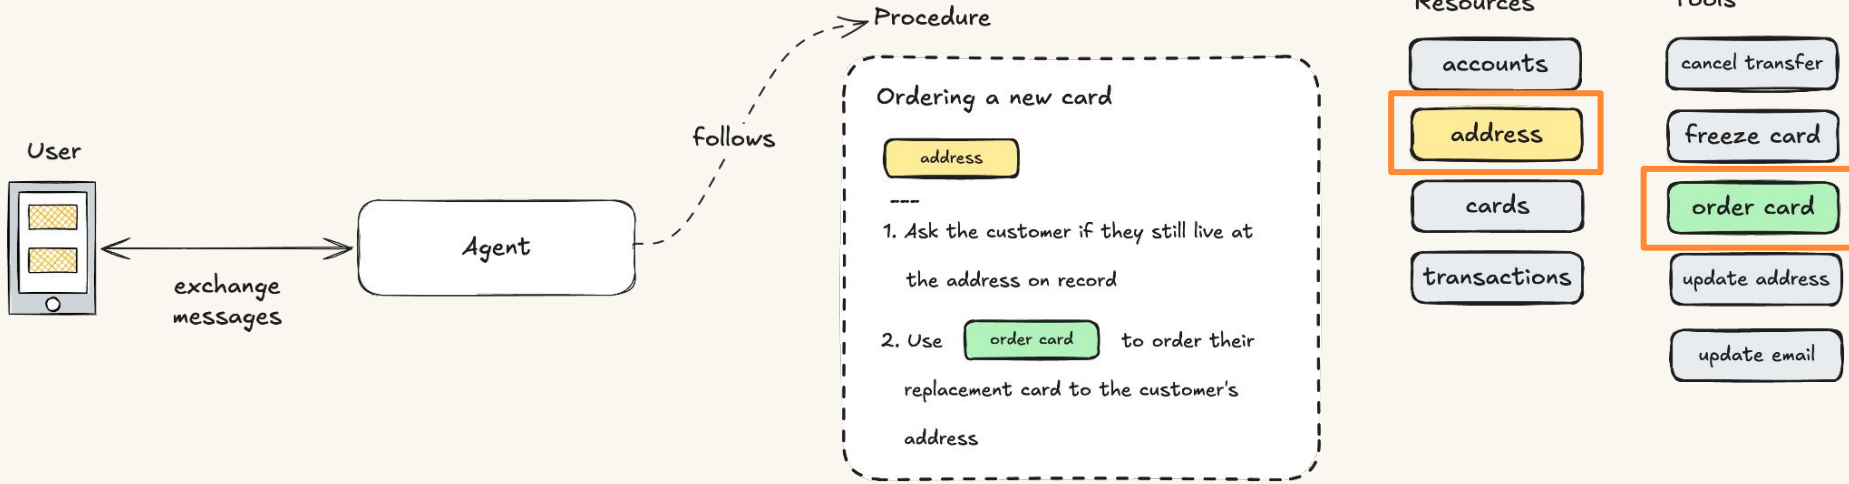 User
exchange
messages
Agent
follows
Procedure
Ordering a new card
address
---
1. Ask the customer if they still live at
the address on record
2. Use order card to order their
replacement card to the customer's
address
Resources
accounts
address
cards
transactions
Tools
cancel transfer
freeze card
order card
update address
update email